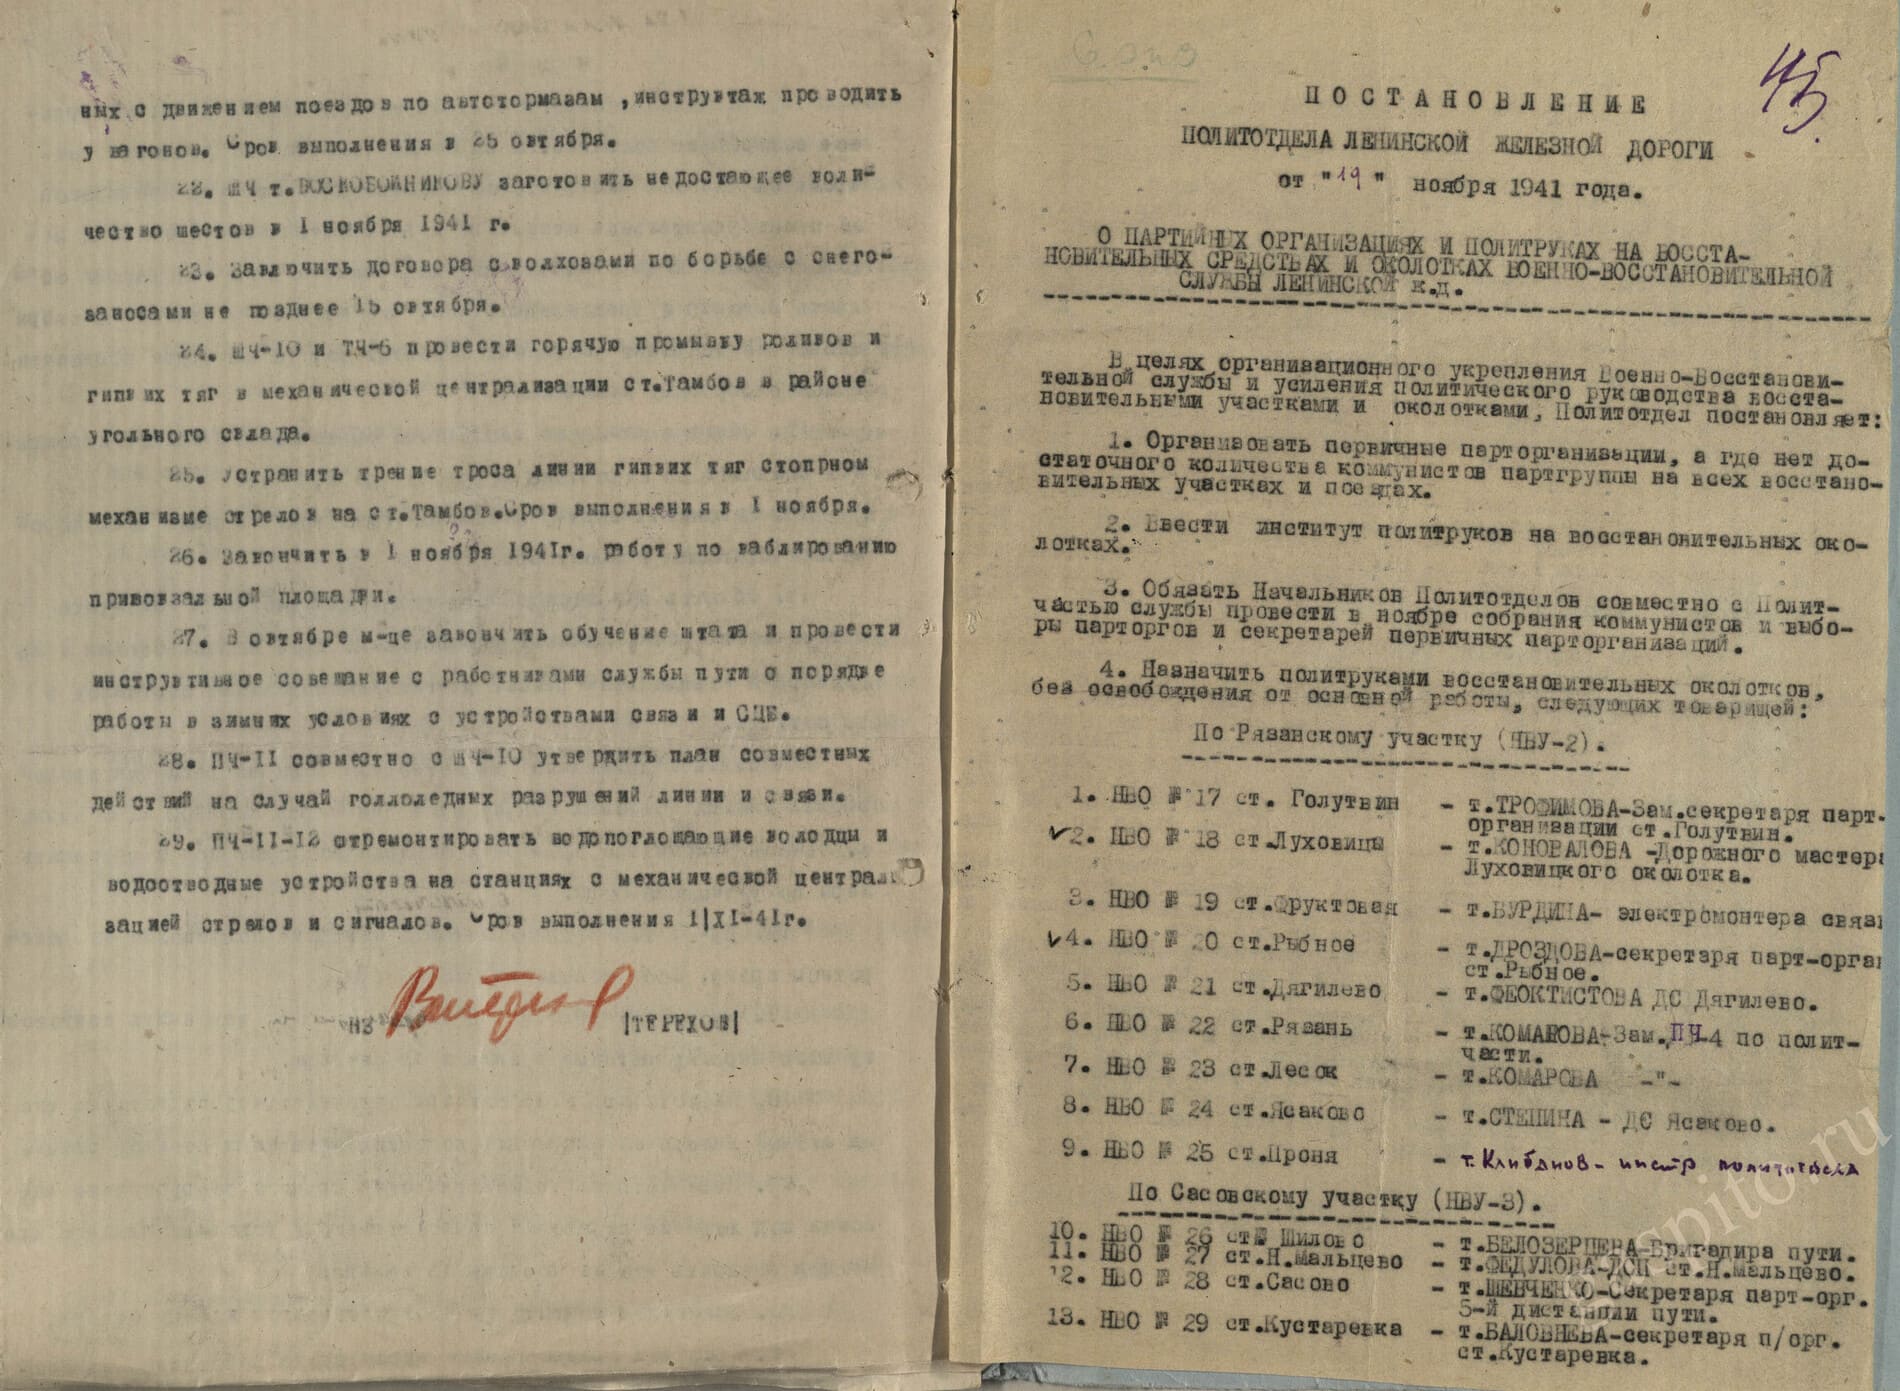 ных с движением поездов по автотормазам ,инструктаж проводить
у вагонов. Срок выполнения к 25 октября.
22. ШЧ т.ВОСКОБОЙНИКОВУ заготовить недостающее коли-
чество шестов к 1 ноября 1941 г.
23. Заключить договора с колхозами по борьбе с снего-
заносами не позднее 15 октября.
24. ШЧ-10 и ТЧ-6 провести горячую промывку роликов и
гибких тяг в механической централизации ст.Тамбов в районе
угольного склада.
25. Устранить трение троса линии гибких тяг стопрном
механизме стрелок на ст.Тамбов.Срок выполнения к 1 ноября.
26. Закончить к 1 ноября 1941г. работу по каблированию
привокзальной площадки.
27. В октябре м-це закончить обучение штата и провести
инструктивное совещание с работниками службы пути о порядке
работы в зимних условиях с устройствами связи и СЦБ.
28. ПЧ-11 совместно с ШЧ-10 утвердить план совместных
действий на случай голлоледных разрушений линии и связи.
29. ПЧ-11-12 отремонтировать водопоглощающие колодцы и
водоотводные устройства на станциях с механической централи
зацией стрелок и сигналов. Срок выполнения 1|XI-41г.
НЗ |ТЕРЕХОВ|
45
ПОСТАНОВЛЕНИЕ
ПОЛИТОТДЕЛА ЛЕНИНСКОЙ ЖЕЛЕЗНОЙ ДОРОГИ
от "19" ноября 1941 года.
О ПАРТИЙНЫХ ОРГАНИЗАЦИЯХ И ПОЛИТРУКАХ НА ВОССТА-
НОВИТЕЛЬНЫХ СРЕДСТВАХ И ОКОЛОТКАХ ВОЕННО-ВОССТАНОВИТЕЛЬНОЙ
СЛУЖБЫ ЛЕНИНСКОЙ ж.д.
В целях организационного укрепления Военно-Восстанови-
тельной службы и усиления политического руководства восста-
новительными участками и околотками, Политотдел постановляет:
1. Организовать первичные парторганизации, а где нет до-
статочного количества коммунистов партгруппы на всех восстано-
вительных участках и поездах.
2. Ввести институт политруков на восстановительных око-
лотках.
3. Обязать Начальников Политотделов совместно с Полит-
частью службы провести в ноябре собрания коммунистов и выбо-
ры парторгов и секретарей первичных парторганизаций.
4. Назначить политруками восстановительных околотков,
без освобождения от основной работы, следующих товарищей:
По Рязанскому участку (НВУ-2).
1. НВО № 17 ст. Голутвин - т.ТРОФИМОВА-Зам.секретаря парт-
организации ст.Голутвин.
2. НВО № 18 ст.Луховицы - т.КОНОВАЛОВА -Дорожного мастера
Луховицкого околотка.
3. НВО № 19 ст.Фруктовая - т.БУРДИНА- электромонтера связи
4. НВО № 20 ст.Рыбное - т.ДРОЗДОВА-секретаря парт-орган
ст.Рыбное.
5. НВО № 21 ст.Дягилево - т.ФЕОКТИСТОВА ДС Дягилево.
6. НВО № 22 ст.Рязань - т.КОМАКОВА-Зам.ПЧ-4 по полит-
части.
7. НВО № 23 ст.Лесок - т.КОМАРОВА -"-
8. НВО № 24 ст.Ясаково - т.СТЕПИНА - ДС Ясаково.
9. НВО № 25 ст.Проня - т.Клибанов- инстр политотдела
По Сасовскому участку (НВУ-3).
10. НВО № 26 ст. Шилово - т.БЕЛОЗЕРЦЕВА-Бригадира пути.
11. НВО № 27 ст.Н.Мальцево - т.ФЕДУЛОВА-ДСП ст.Н.Мальцево.
12. НВО № 28 ст.Сасово - т.ШЕВЧЕНКО-Секретаря парт-орг.
5-й дистанции пути.
13. НВО № 29 ст.Кустаревка - т.БАЛОВНЕВА-секретаря п/орг.
ст.Кустаревка.